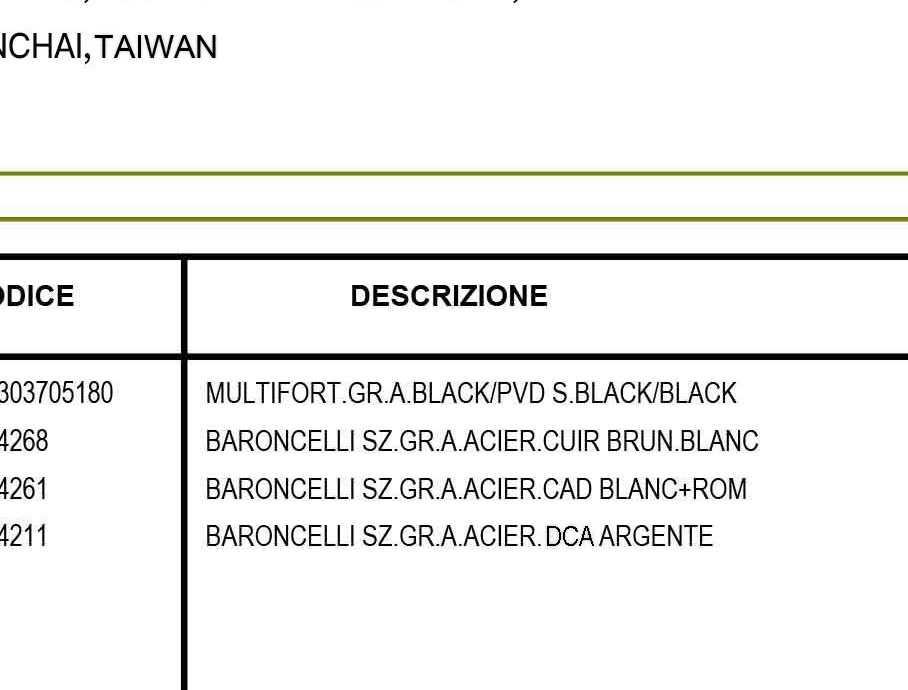 NCHAI,TAIWAN
ODICE DESCRIZIONE
303705180 MULTIFORT.GR.A.BLACK/PVD S.BLACK/BLACK
4268 BARONCELLI SZ.GR.A.ACIER.CUIR BRUN.BLANC
4261 BARONCELLI SZ.GR.A.ACIER.CAD BLANC+ROM
4211 BARONCELLI SZ.GR.A.ACIER.DCA ARGENTE